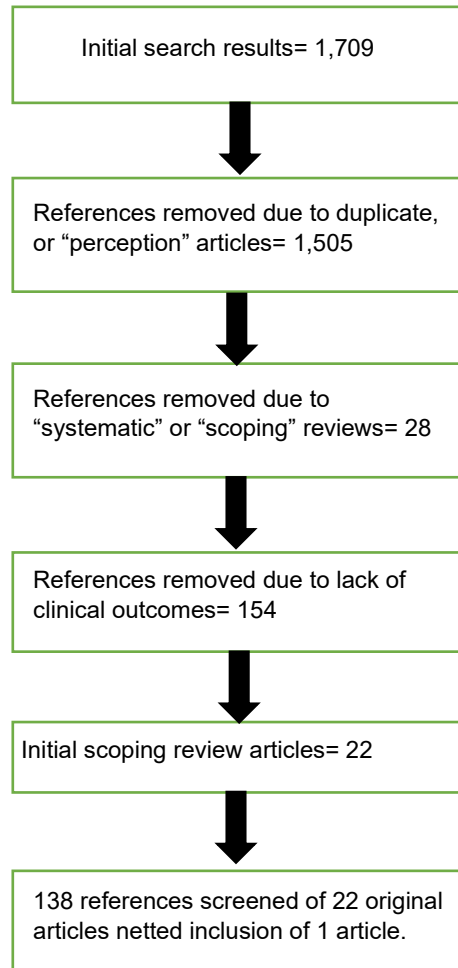 Initial search results= 1,709
References removed due to duplicate,
or “perception” articles= 1,505
References removed due to
“systematic” or “scoping” reviews= 28
References removed due to lack of
clinical outcomes= 154
Initial scoping review articles= 22
138 references screened of 22 original
articles netted inclusion of 1 article.